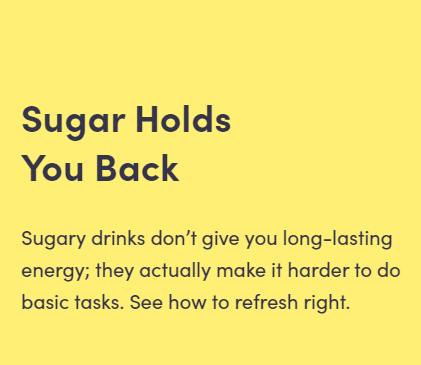 Sugar Holds
You Back
Sugary drinks don’t give you long-lasting
energy; they actually make it harder to do
basic tasks. See how to refresh right.